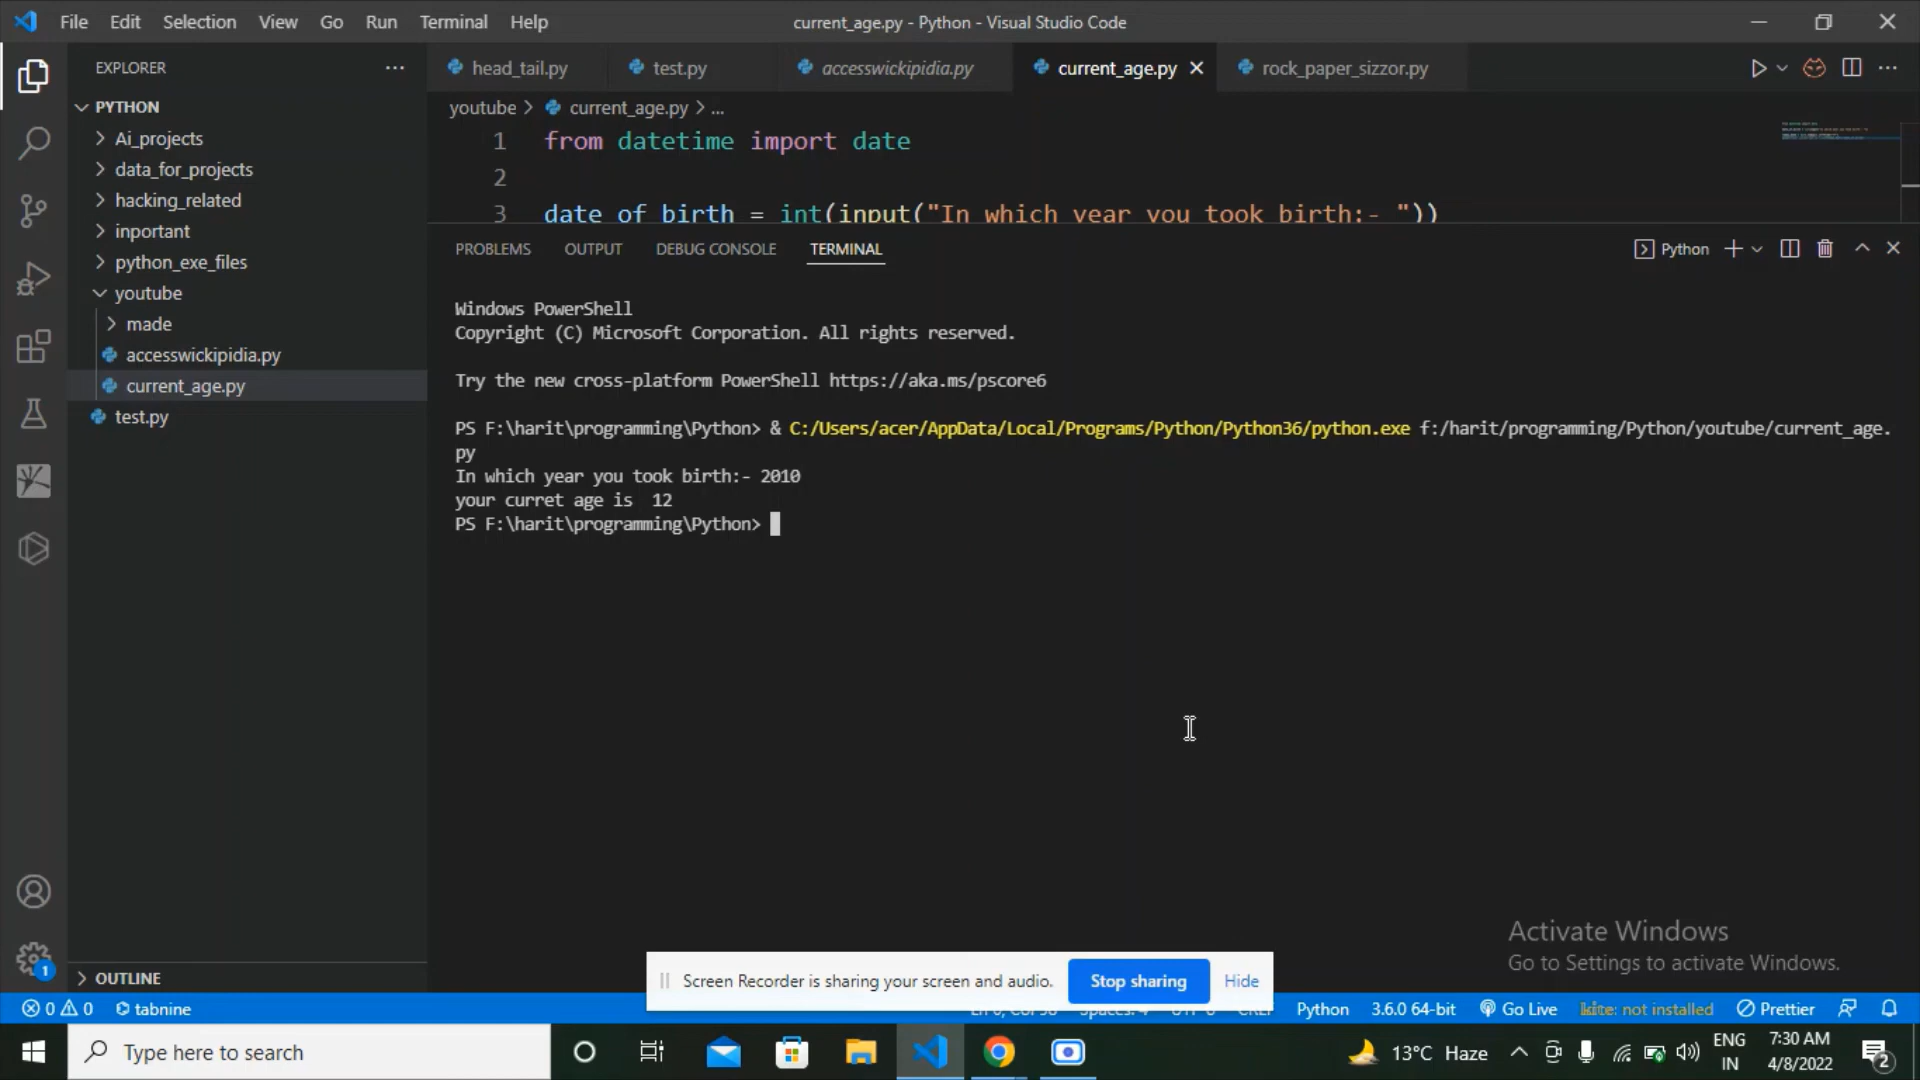 File Edit Selection View Go Run Terminal Help
current_age.py - Python - Visual Studio Code
EXPLORER
PYTHON
Ai_projects
data_for_projects
hacking_related
inportant
python_exe_files
youtube
made
accesswickipidia.py
current_age.py
test.py
OUTLINE
head_tail.py test.py accesswickipidia.py current_age.py rock_paper_sizzor.py
youtube > current_age.py > ...
1 from datetime import date
2
3 date_of_birth = int(input("In which year you took birth:- "))
PROBLEMS OUTPUT DEBUG CONSOLE TERMINAL
Python
Windows PowerShell
Copyright (C) Microsoft Corporation. All rights reserved.
Try the new cross-platform PowerShell https://aka.ms/pscore6
PS F:\harit\programming\Python> & C:/Users/acer/AppData/Local/Programs/Python/Python36/python.exe f:/harit/programming/Python/youtube/current_age.
py
In which year you took birth:- 2010
your curret age is  12
PS F:\harit\programming\Python>
Activate Windows
Go to Settings to activate Windows.
Screen Recorder is sharing your screen and audio. Stop sharing Hide
1
0 0 tabnine
Python 3.6.0 64-bit Go Live kite: not installed Prettier
Type here to search
13°C Haze
ENG
IN
7:30 AM
4/8/2022
2